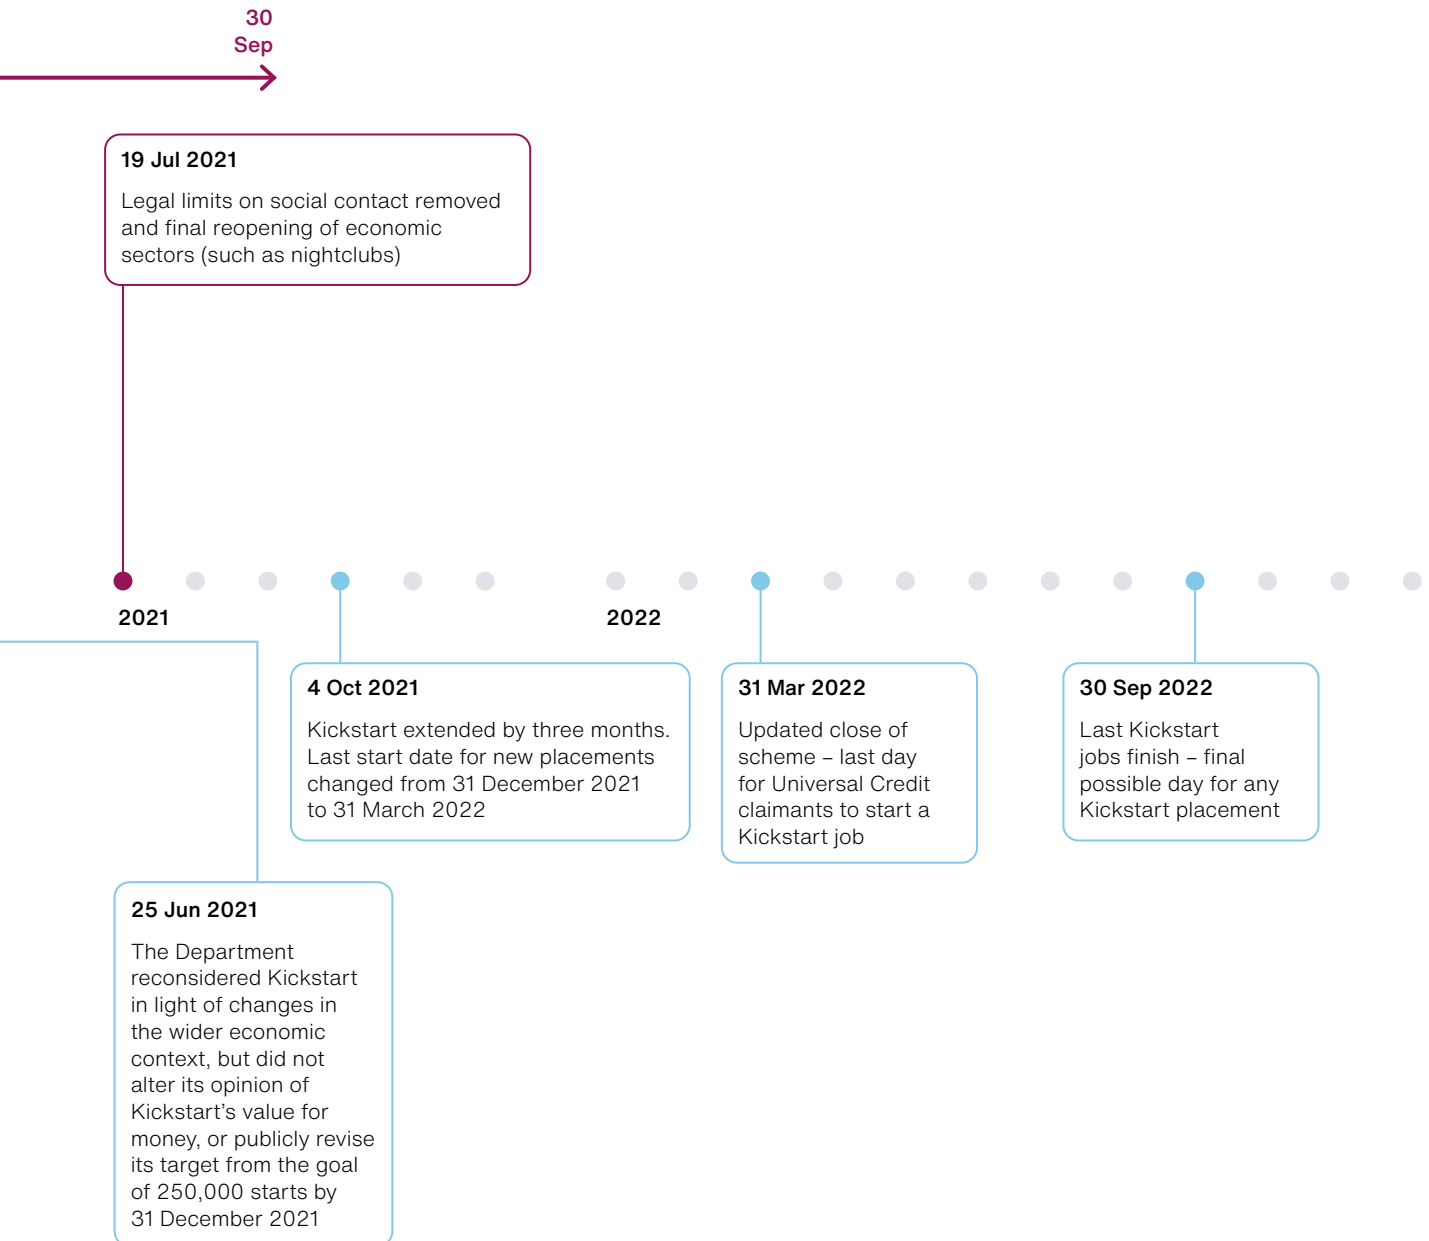 30
Sep
19 Jul 2021
Legal limits on social contact removed
and final reopening of economic
sectors (such as nightclubs)
2021
2022
4 Oct 2021
Kickstart extended by three months.
Last start date for new placements
changed from 31 December 2021
to 31 March 2022
31 Mar 2022
Updated close of
scheme – last day
for Universal Credit
claimants to start a
Kickstart job
30 Sep 2022
Last Kickstart
jobs finish – final
possible day for any
Kickstart placement
25 Jun 2021
The Department
reconsidered Kickstart
in light of changes in
the wider economic
context, but did not
alter its opinion of
Kickstart’s value for
money, or publicly revise
its target from the goal
of 250,000 starts by
31 December 2021